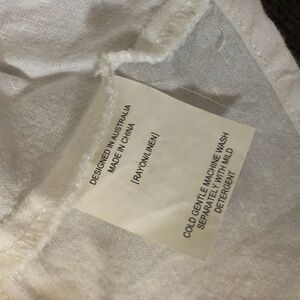 DESIGNED IN AUSTRALIA
MADE IN CHINA
[RAYON/LINEN]
COLD GENTLE MACHINE WASH
SEPARATELY WITH MILD
DETERGENT